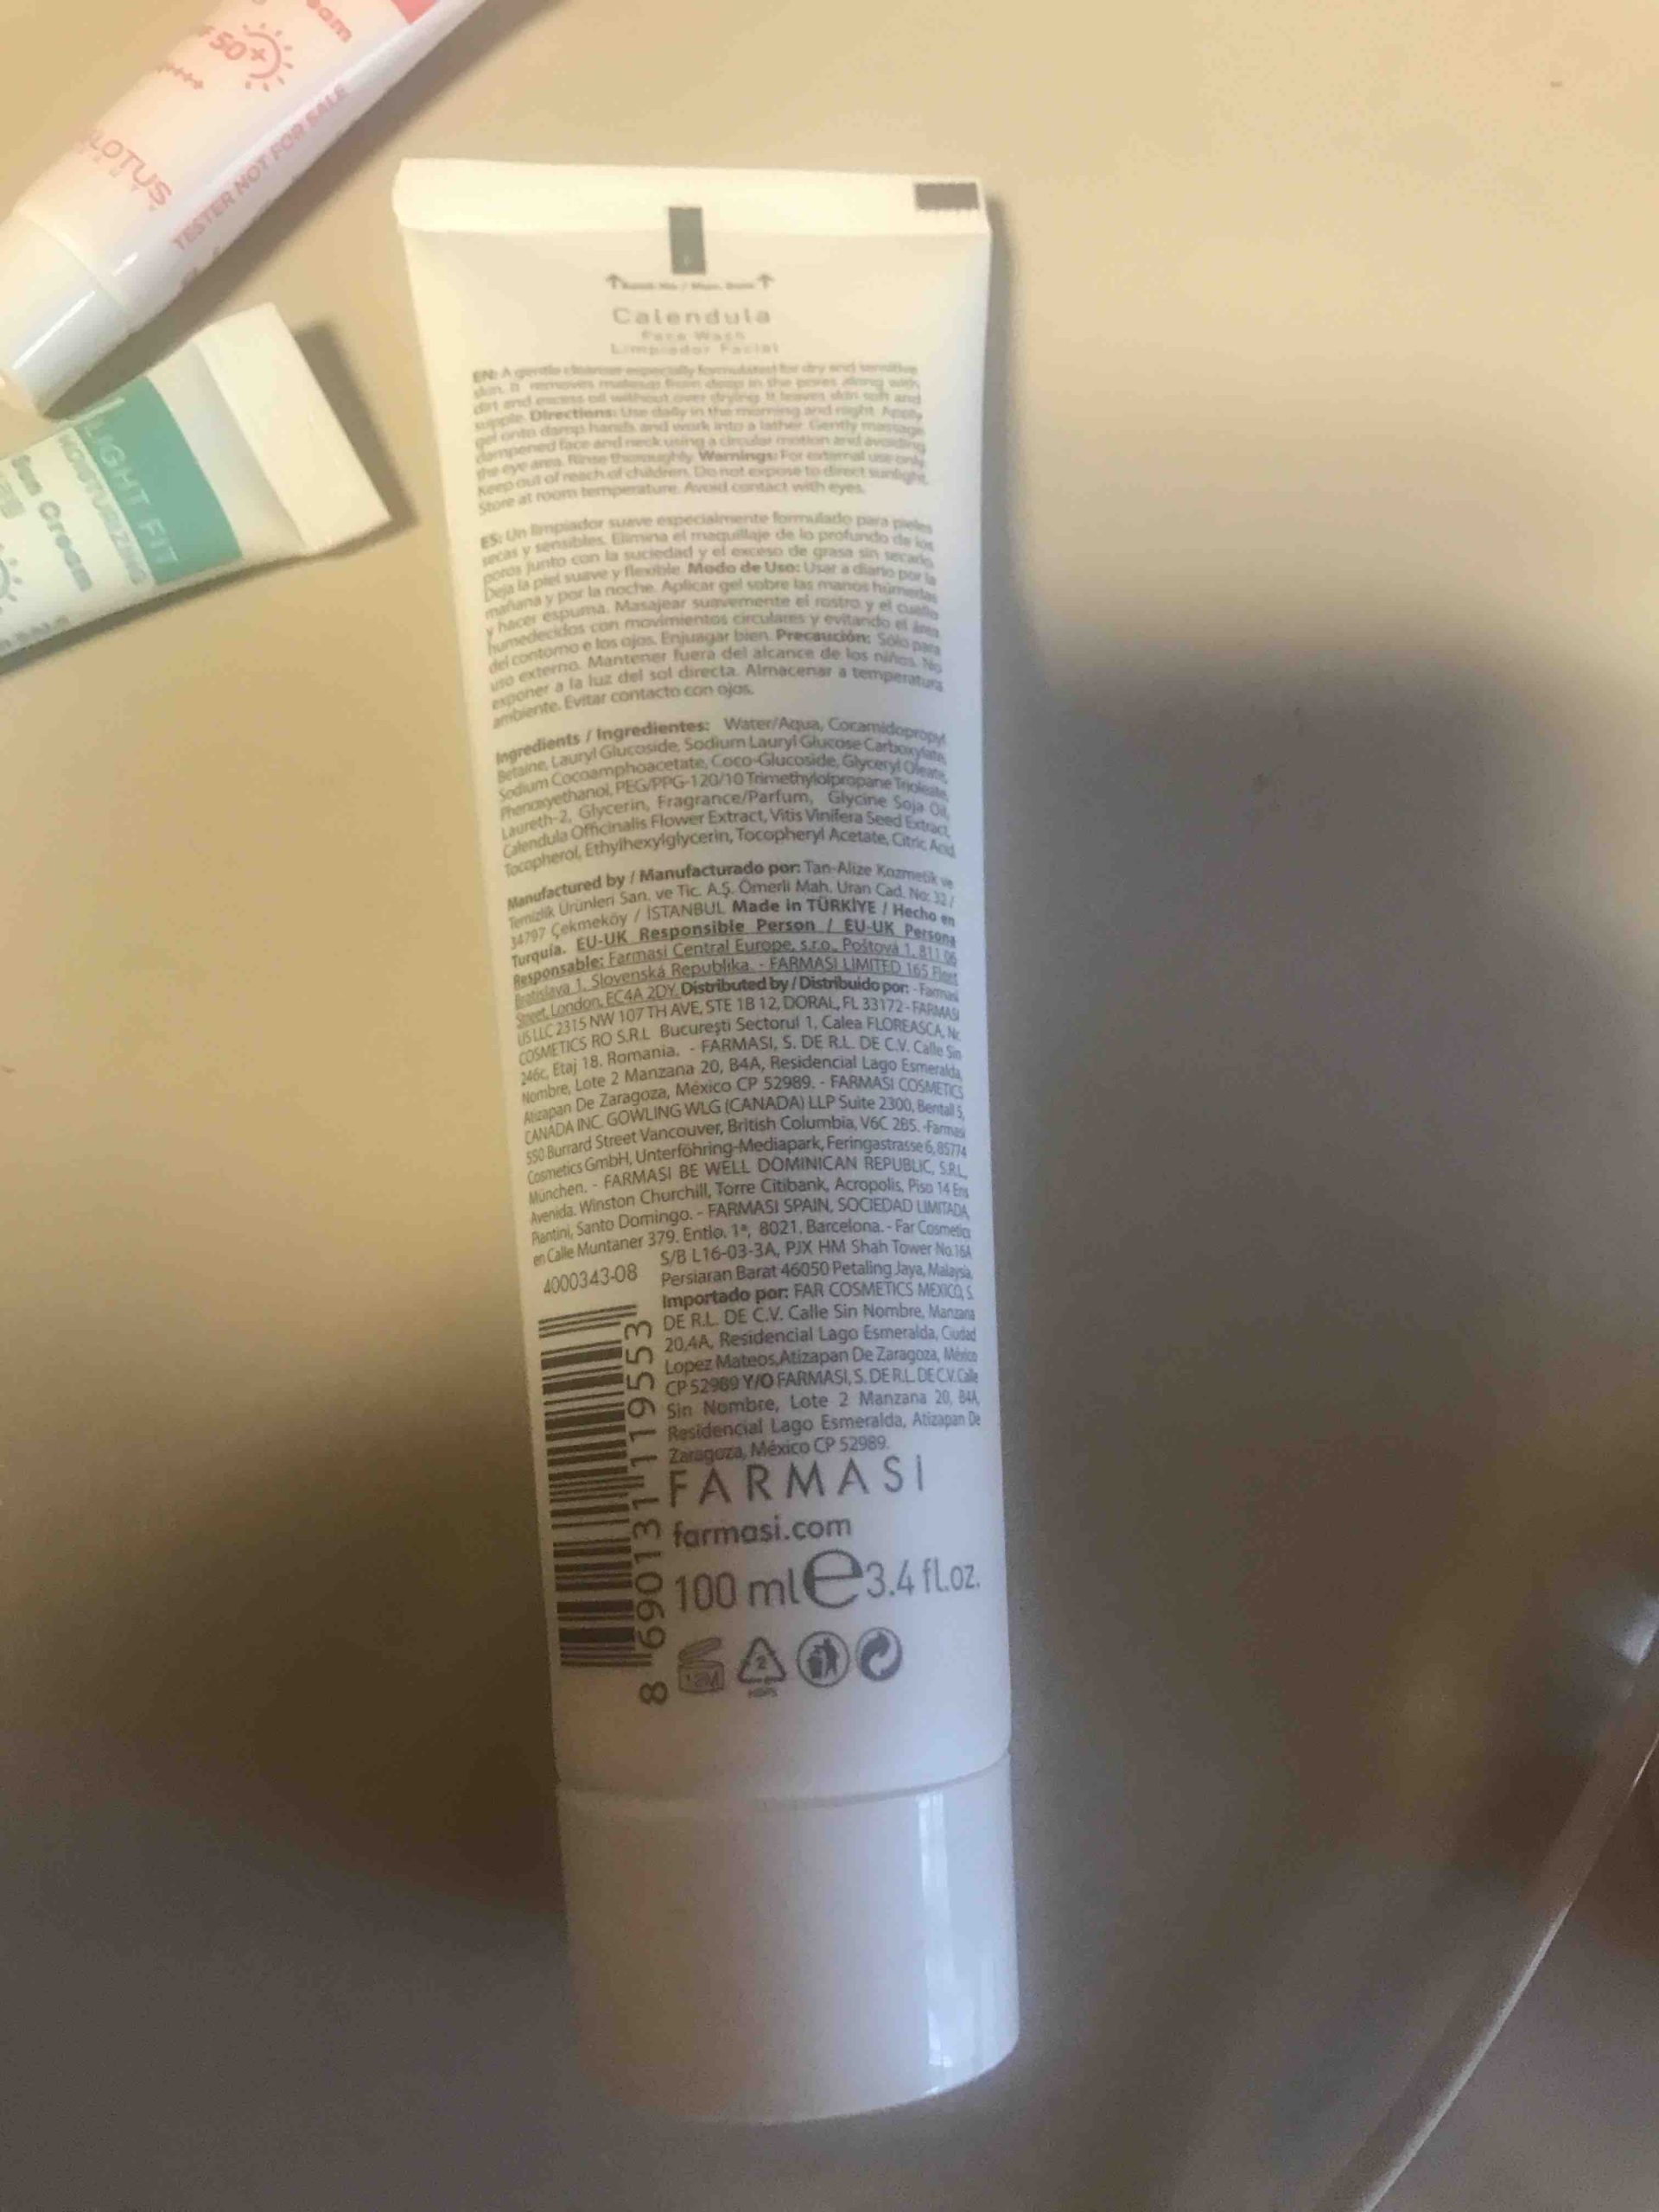 50+
LOTUS
TESTER NOT FOR SALE
LIGHT FIT
MOISTURIZING
Sun Cream
Calendula
Face Wash
Limpiador Facial
EN: A gentle cleanser especially formulated for dry and sensitive
skin. It removes makeup from deep in the pores along with
dirt and excess oil without over drying. It leaves skin soft and
supple. Directions: Use daily in the morning and night. Apply
gel onto damp hands and work into a lather. Gently massage
dampened face and neck using a circular motion and avoiding
the eye area. Rinse thoroughly. Warnings: For external use only.
Keep out of reach of children. Do not expose to direct sunlight.
Store at room temperature. Avoid contact with eyes.
ES: Un limpiador suave especialmente formulado para pieles
secas y sensibles. Elimina el maquillaje de lo profundo de los
poros junto con la suciedad y el exceso de grasa sin secarlo.
Deja la piel suave y flexible. Modo de Uso: Usar a diario por la
mañana y por la noche. Aplicar gel sobre las manos húmedas
y hacer espuma. Masajear suavemente el rostro y el cuello
humedecidos con movimientos circulares y evitando el área
del contorno e los ojos. Enjuagar bien. Precaución: Sólo para
uso externo. Mantener fuera del alcance de los niños. No
exponer a la luz del sol directa. Almacenar a temperatura
ambiente. Evitar contacto con ojos.
Ingredients / Ingredientes: Water/Aqua, Cocamidopropyl
Betaine, Lauryl Glucoside, Sodium Lauryl Glucose Carboxylate,
Sodium Cocoamphoacetate, Coco-Glucoside, Glyceryl Oleate,
Phenoxyethanol, PEG/PPG-120/10 Trimethylolpropane Trioleate,
Laureth-2, Glycerin, Fragrance/Parfum, Glycine Soja Oil,
Calendula Officinalis Flower Extract, Vitis Vinifera Seed Extract,
Tocopherol, Ethylhexylglycerin, Tocopheryl Acetate, Citric Acid
Manufactured by / Manufacturado por: Tan-Alize Kozmetik ve
Temizlik Ürünleri San. ve Tic. A.Ş. Ömerli Mah. Uran Cad. No: 32 /
34797 Çekmeköy / İSTANBUL Made in TÜRKİYE / Hecho en
Turquía. EU-UK Responsible Person / EU-UK Persona
Responsable: Farmasi Central Europe, s.r.o., Poštová 1, 811 06
Bratislava 1, Slovenská Republika. - FARMASI LIMITED 165 Fleet
Street, London, EC4A 2DY. Distributed by / Distribuido por: - Farmasi
US LLC 2315 NW 107 TH AVE, STE 1B 12, DORAL, FL 33172 - FARMASI
COSMETICS RO S.R.L Bucureşti Sectorul 1, Calea FLOREASCA, Nr.
246c, Etaj 18. Romania. - FARMASI, S. DE R.L. DE C.V. Calle Sin
Nombre, Lote 2 Manzana 20, B4A, Residencial Lago Esmeralda,
Atizapan De Zaragoza, México CP 52989. - FARMASI COSMETICS
CANADA INC. GOWLING WLG (CANADA) LLP Suite 2300, Bentall 5,
550 Burrard Street Vancouver, British Columbia, V6C 2B5. -Farmasi
Cosmetics GmbH, Unterföhring-Mediapark, Feringastrasse 6, 85774
München. - FARMASI BE WELL DOMINICAN REPUBLIC, S.R.L,
Avenida. Winston Churchill, Torre Citibank, Acropolis, Piso 14 Ens
Piantini, Santo Domingo. - FARMASI SPAIN, SOCIEDAD LIMITADA,
en Calle Muntaner 379. Entlo. 1ª, 8021, Barcelona. - Far Cosmetics
S/B L16-03-3A, PJX HM Shah Tower No.16A
Persiaran Barat 46050 Petaling Jaya, Malaysia.
4000343-08
Importado por: FAR COSMETICS MEXICO, S.
DE R.L. DE C.V. Calle Sin Nombre, Manzana
20,4A, Residencial Lago Esmeralda, Ciudad
Lopez Mateos,Atizapan De Zaragoza, México
CP 52989 Y/O FARMASI, S. DE R.L. DE C.V. Calle
Sin Nombre, Lote 2 Manzana 20, B4A,
Residencial Lago Esmeralda, Atizapan De
Zaragoza, México CP 52989.
8 690131 119553
FARMASI
farmasi.com
100 ml e 3.4 fl.oz.
12M
2
HDPE